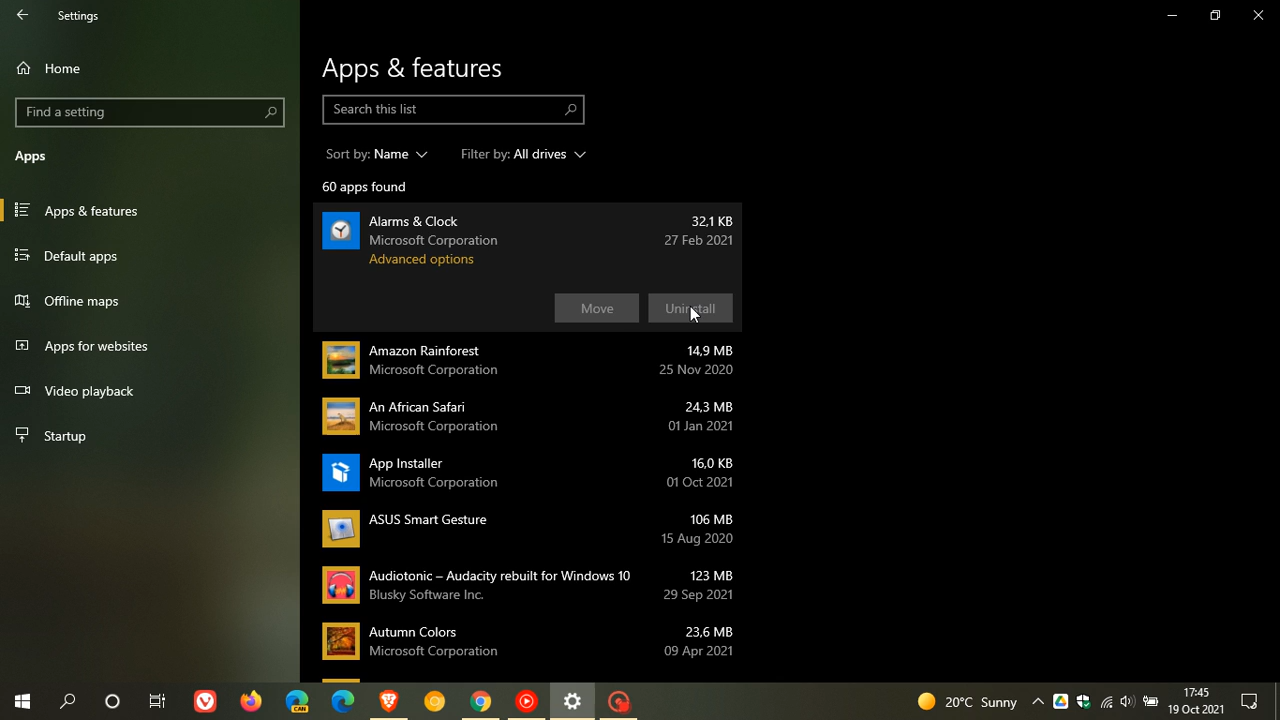 Settings
Home
Find a setting
Apps
Apps & features
Default apps
Offline maps
Apps for websites
Video playback
Startup
Apps & features
Search this list
Sort by: Name
Filter by: All drives
60 apps found
Alarms & Clock
32,1 KB
Microsoft Corporation
27 Feb 2021
Advanced options
Move
Uninstall
Amazon Rainforest
14,9 MB
Microsoft Corporation
25 Nov 2020
An African Safari
24,3 MB
Microsoft Corporation
01 Jan 2021
App Installer
16,0 KB
Microsoft Corporation
01 Oct 2021
ASUS Smart Gesture
106 MB
15 Aug 2020
Audiotonic – Audacity rebuilt for Windows 10
123 MB
Blusky Software Inc.
29 Sep 2021
Autumn Colors
23,6 MB
Microsoft Corporation
09 Apr 2021
CAN
20°C Sunny
17:45
19 Oct 2021